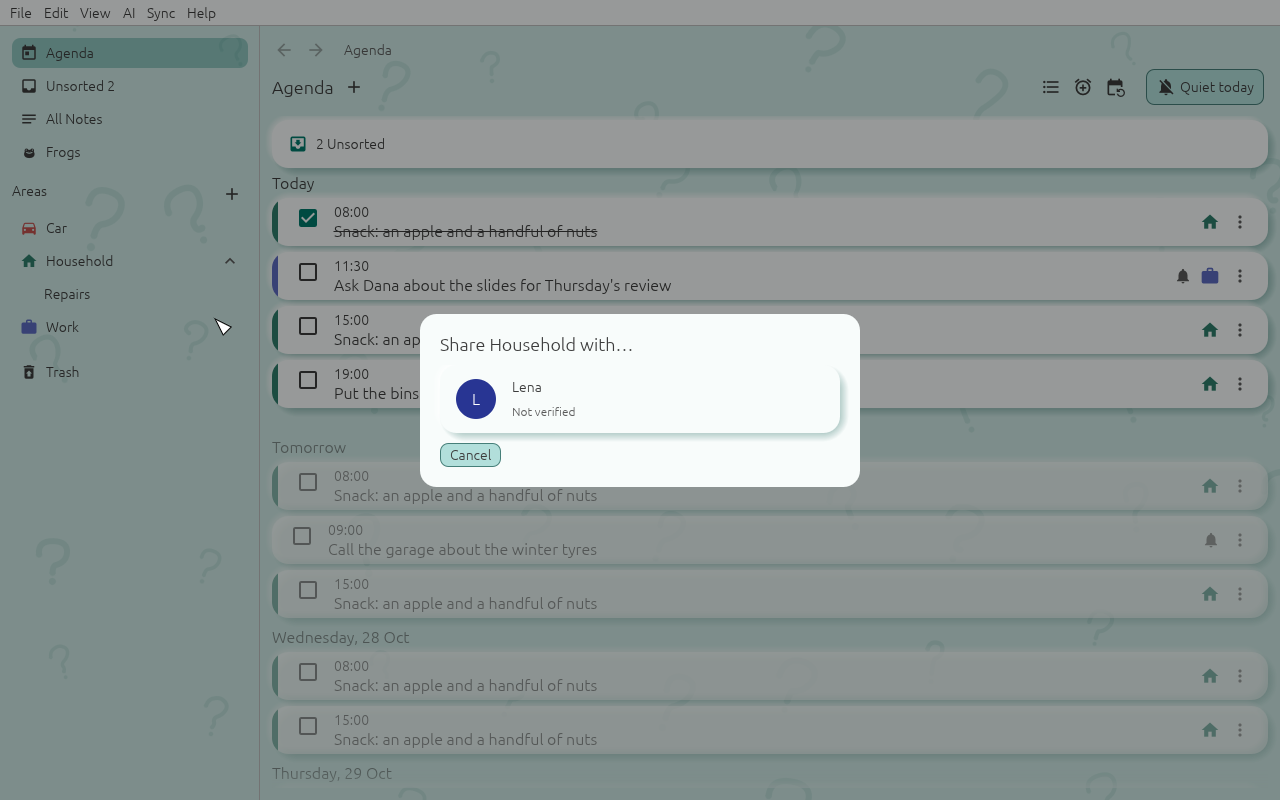 File Edit View AI Sync Help
Agenda
Unsorted 2
All Notes
Frogs
Areas
Car
Household
Repairs
Work
Trash
Agenda
Agenda
Quiet today
2 Unsorted
Today
08:00
Snack: an apple and a handful of nuts
11:30
Ask Dana about the slides for Thursday's review
15:00
Snack: an ap
19:00
Put the bins
Share Household with…
L
Lena
Not verified
Cancel
Tomorrow
08:00
Snack: an apple and a handful of nuts
09:00
Call the garage about the winter tyres
15:00
Snack: an apple and a handful of nuts
Wednesday, 28 Oct
08:00
Snack: an apple and a handful of nuts
15:00
Snack: an apple and a handful of nuts
Thursday, 29 Oct